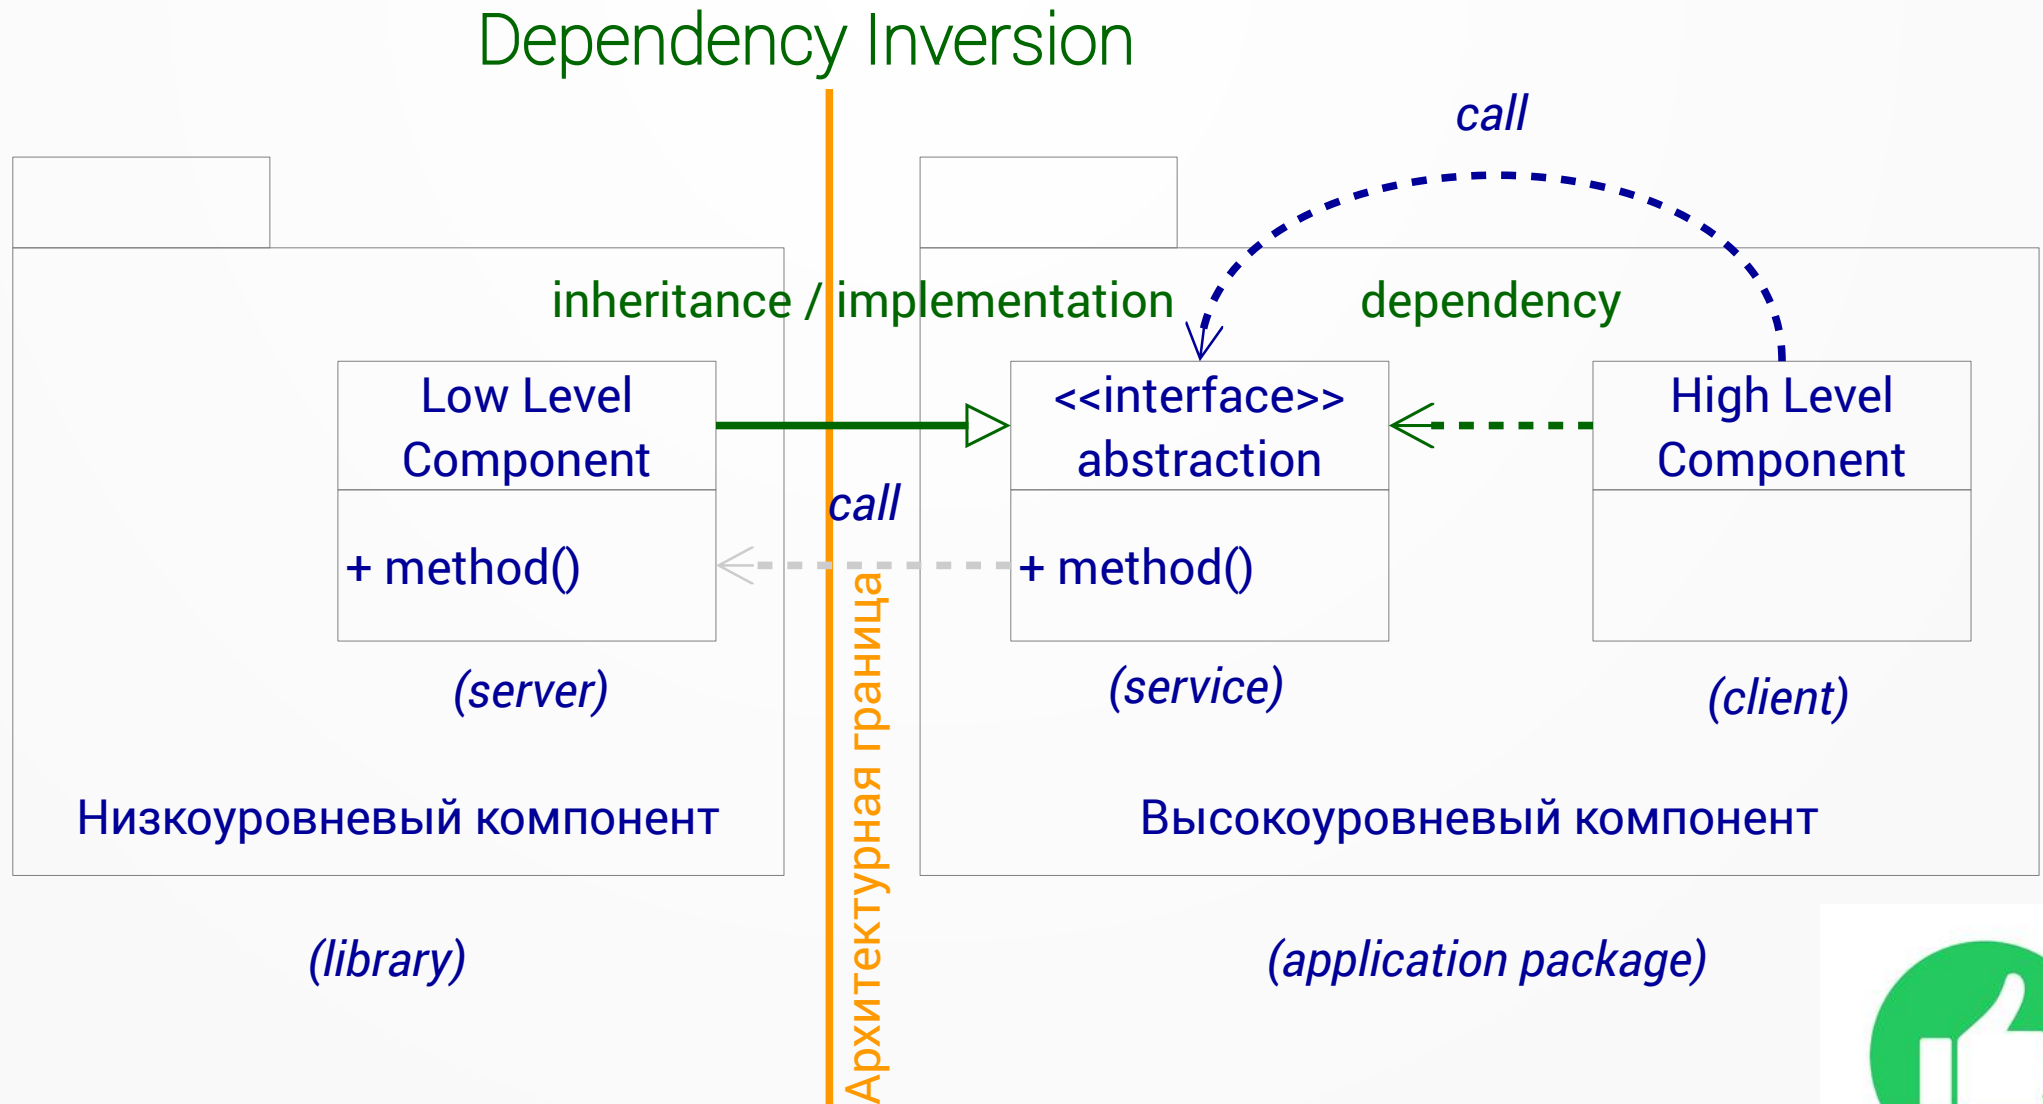 Dependency Inversion
call
inheritance / implementation
dependency
Low Level
Component
<<interface>>
abstraction
High Level
Component
call
+ method()
+ method()
(server)
(service)
(client)
Архитектурная граница
Низкоуровневый компонент
Высокоуровневый компонент
(library)
(application package)